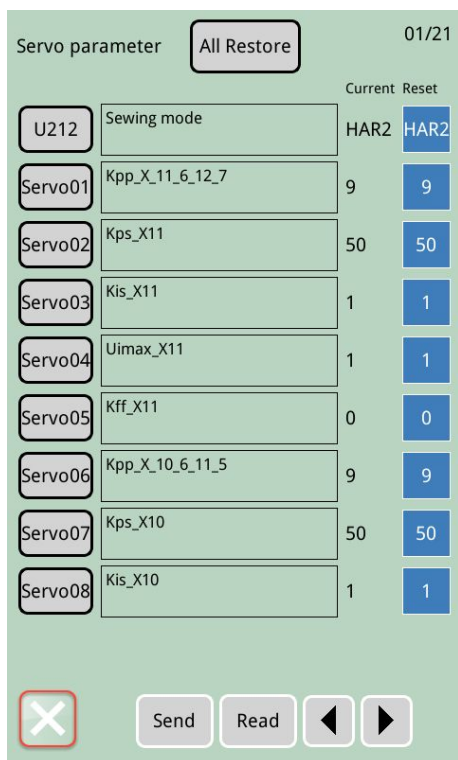 Servo parameter All Restore 01/21
Current Reset
U212 Sewing mode HAR2 HAR2
Servo01 Kpp_X_11_6_12_7 9 9
Servo02 Kps_X11 50 50
Servo03 Kis_X11 1 1
Servo04 Uimax_X11 1 1
Servo05 Kff_X11 0 0
Servo06 Kpp_X_10_6_11_5 9 9
Servo07 Kps_X10 50 50
Servo08 Kis_X10 1 1
Send Read